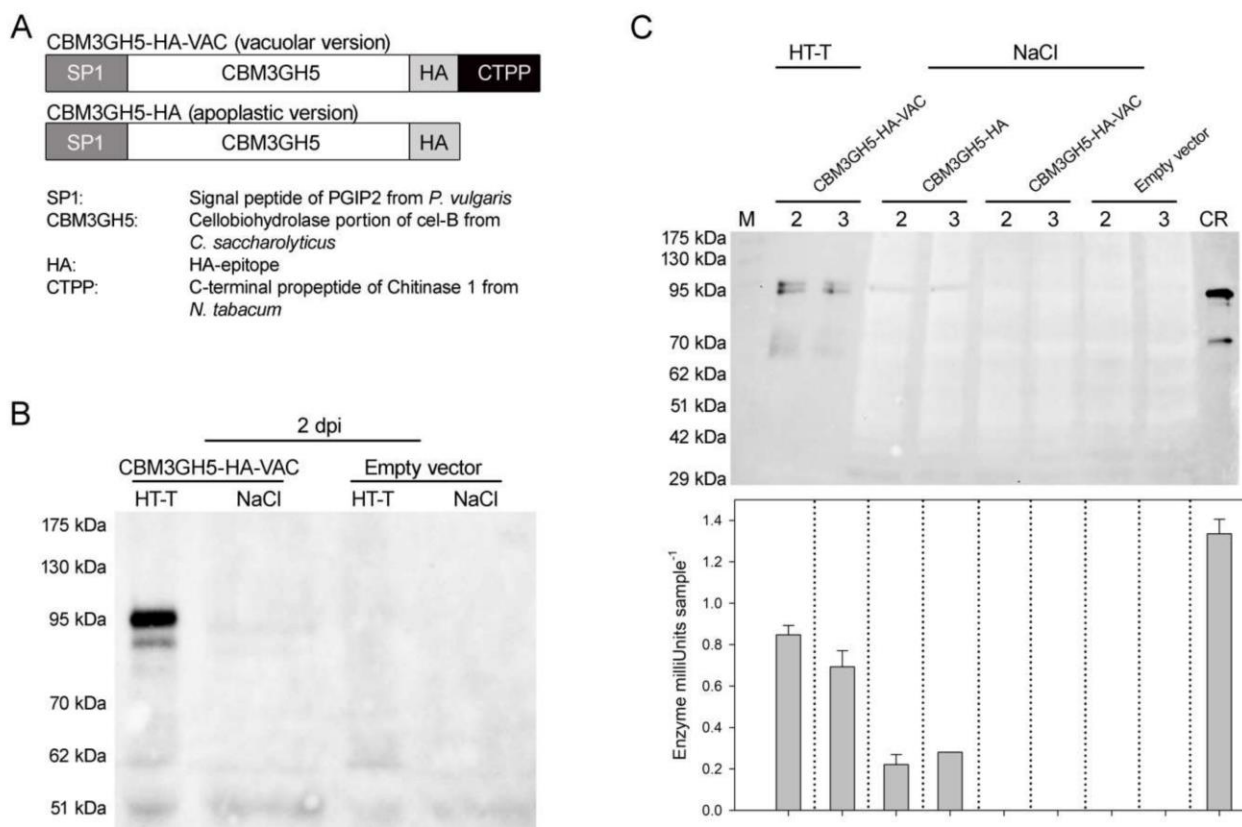 A
CBM3GH5-HA-VAC (vacuolar version)
SP1 CBM3GH5 HA CTPP
CBM3GH5-HA (apoplastic version)
SP1 CBM3GH5 HA
SP1: Signal peptide of PGIP2 from P. vulgaris
CBM3GH5: Cellobiohydrolase portion of cel-B from
C. saccharolyticus
HA: HA-epitope
CTPP: C-terminal propeptide of Chitinase 1 from
N. tabacum
B
2 dpi
CBM3GH5-HA-VAC Empty vector
HT-T NaCl HT-T NaCl
175 kDa
130 kDa
95 kDa
70 kDa
62 kDa
51 kDa
C
HT-T NaCl
CBM3GH5-HA-VAC CBM3GH5-HA CBM3GH5-HA-VAC Empty vector
M 2 3 2 3 2 3 2 3 CR
175 kDa
130 kDa
95 kDa
70 kDa
62 kDa
51 kDa
42 kDa
29 kDa
Enzyme milliUnits sample-1
1.4
1.2
1.0
0.8
0.6
0.4
0.2
0.0